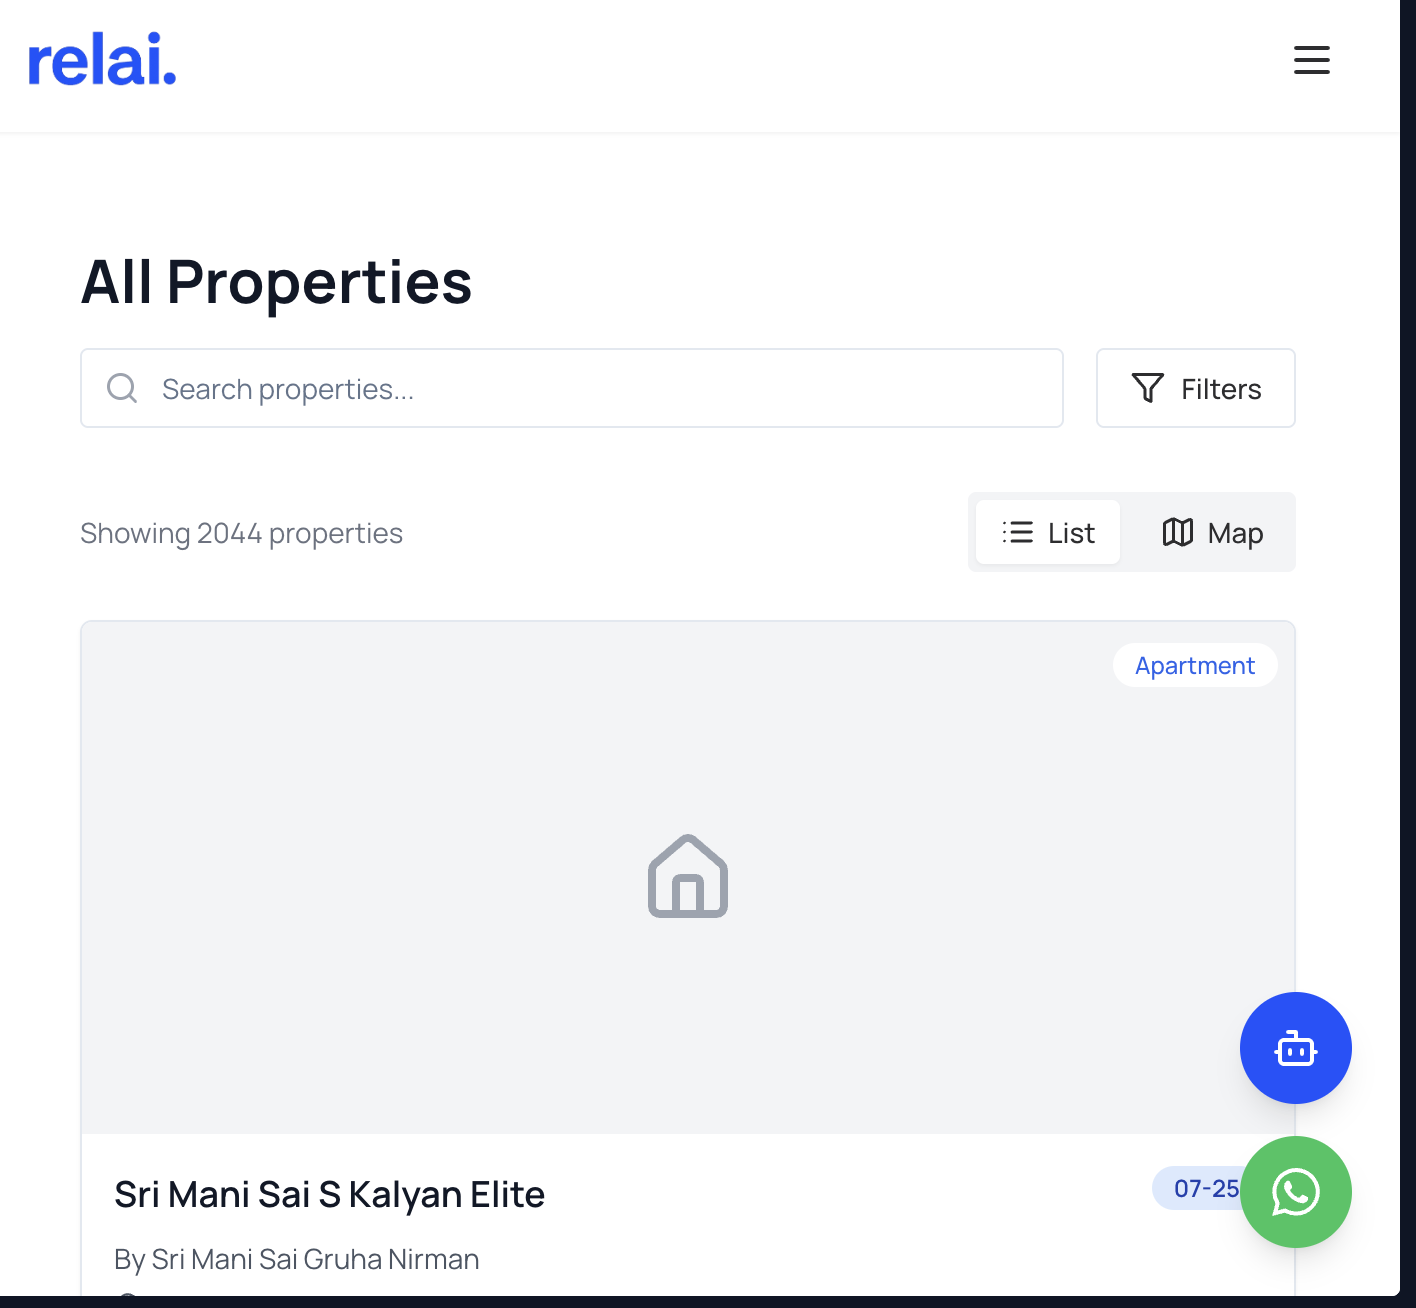 relai.
All Properties
Search properties...
Filters
Showing 2044 properties
List
Map
Apartment
Sri Mani Sai S Kalyan Elite
07-25
By Sri Mani Sai Gruha Nirman